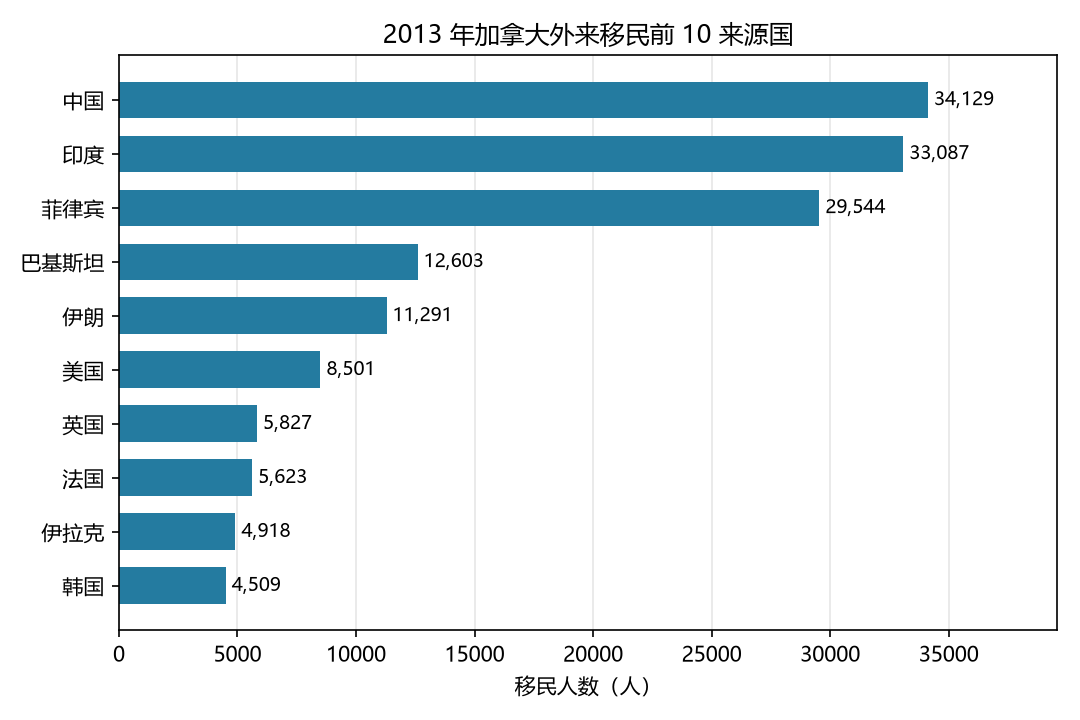 2013 年加拿大外来移民前 10 来源国
中国 34,129
印度 33,087
菲律宾 29,544
巴基斯坦 12,603
伊朗 11,291
美国 8,501
英国 5,827
法国 5,623
伊拉克 4,918
韩国 4,509
0 5000 10000 15000 20000 25000 30000 35000
移民人数（人）